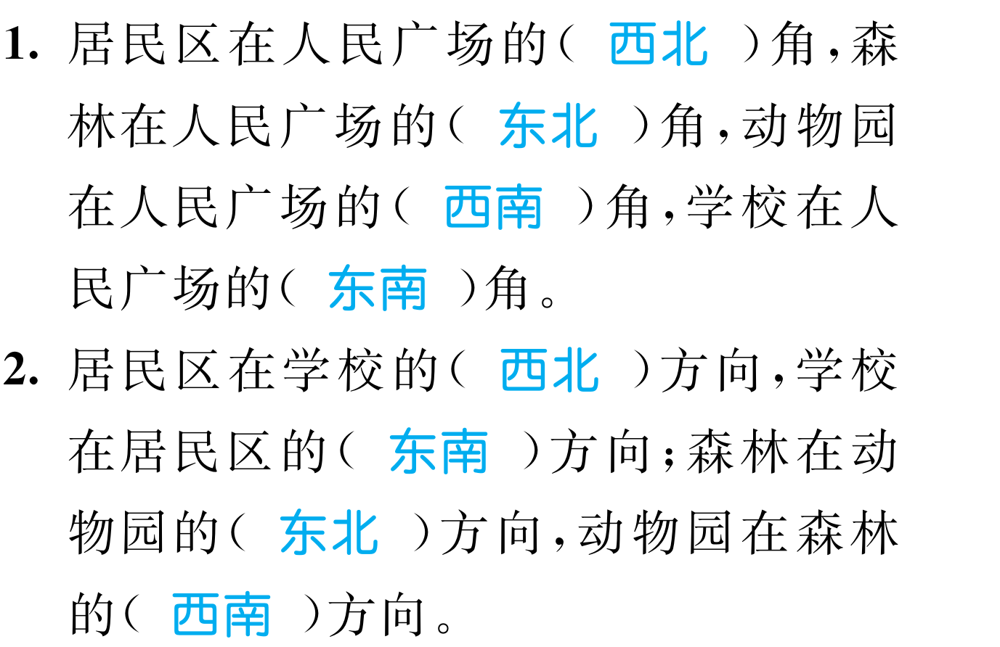 1. 居民区在人民广场的( 西北 )角,森
林在人民广场的( 东北 )角,动物园
在人民广场的( 西南 )角,学校在人
民广场的( 东南 )角。
2. 居民区在学校的( 西北 )方向,学校
在居民区的( 东南 )方向;森林在动
物园的( 东北 )方向,动物园在森林
的( 西南 )方向。